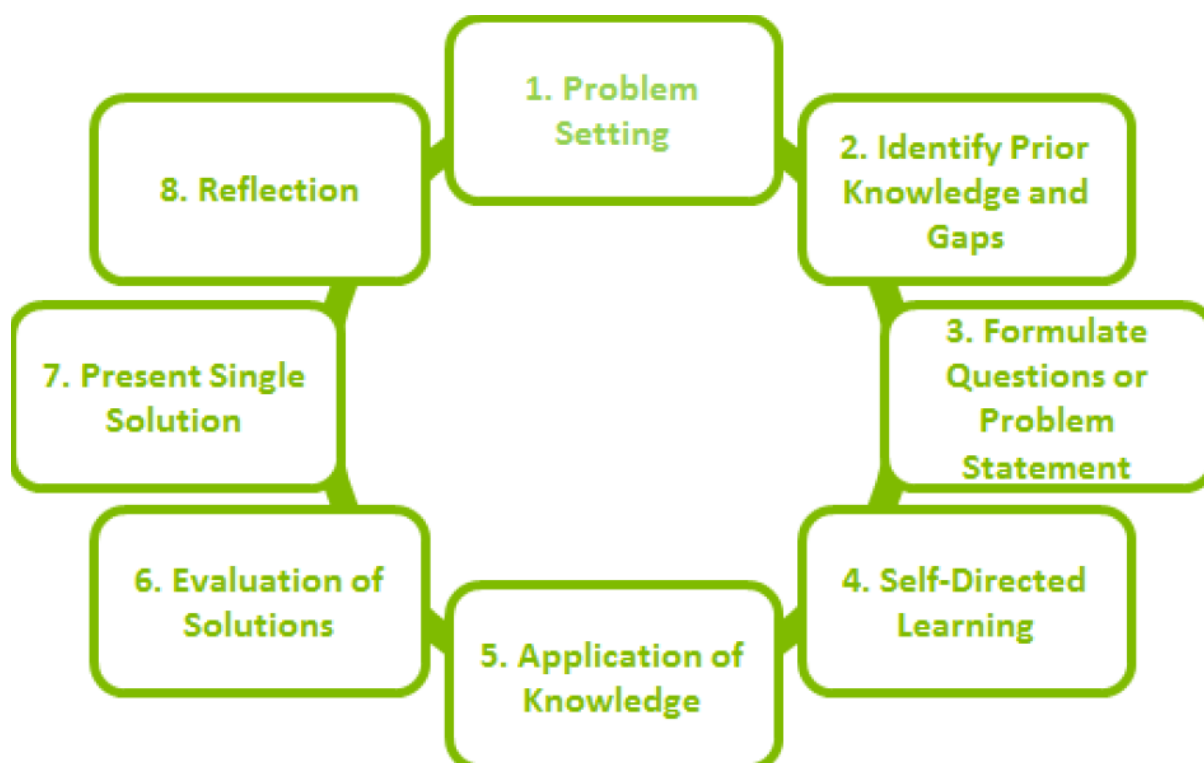 1. Problem
Setting
2. Identify Prior
Knowledge and
Gaps
3. Formulate
Questions or
Problem
Statement
4. Self-Directed
Learning
5. Application of
Knowledge
6. Evaluation of
Solutions
7. Present Single
Solution
8. Reflection